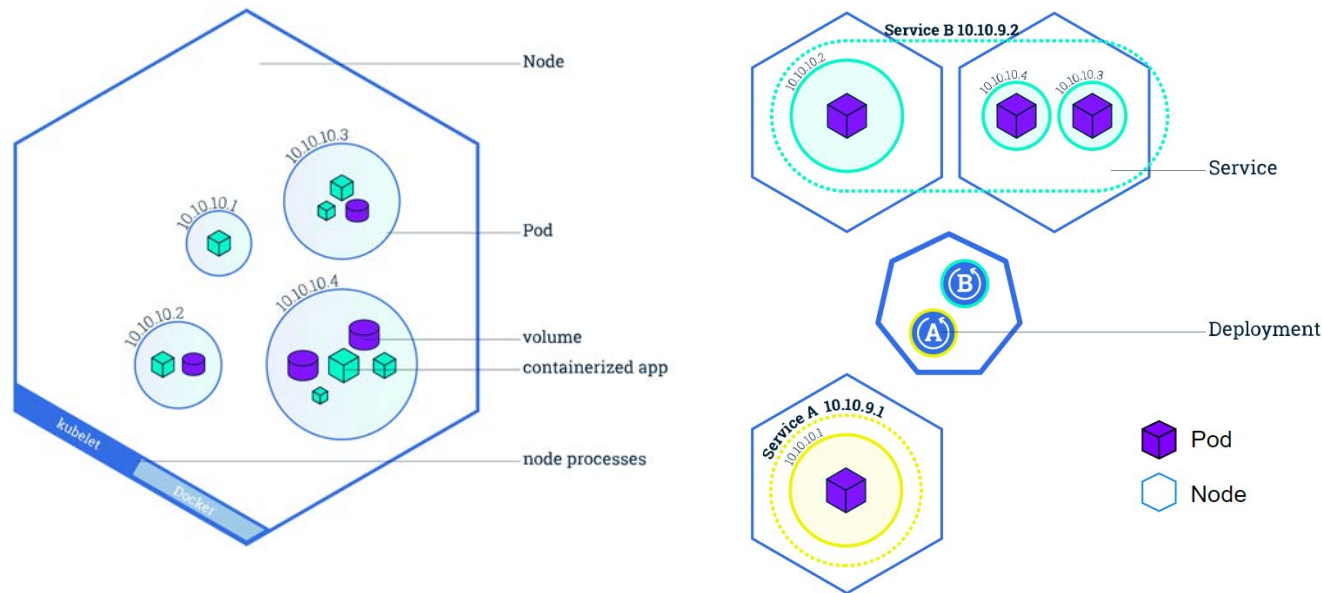 Node
10.10.10.3
10.10.10.1
Pod
10.10.10.4
10.10.10.2
volume
containerized app
kubelet
node processes
Docker
Service B 10.10.9.2
10.10.10.2
10.10.10.4
10.10.10.3
Service
B
A
Deployment
Service A 10.10.9.1
10.10.10.1
Pod
Node